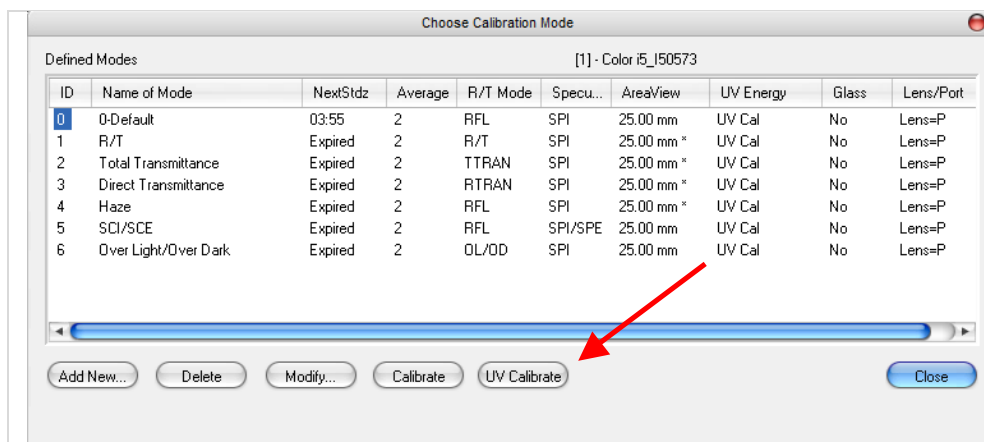 Choose Calibration Mode
Defined Modes [1] - Color i5_I50573
ID Name of Mode NextStdz Average R/T Mode Specu... AreaView UV Energy Glass Lens/Port
0 0-Default 03:55 2 RFL SPI 25.00 mm UV Cal No Lens=P
1 R/T Expired 2 R/T SPI 25.00 mm * UV Cal No Lens=P
2 Total Transmittance Expired 2 TTRAN SPI 25.00 mm * UV Cal No Lens=P
3 Direct Transmittance Expired 2 RTRAN SPI 25.00 mm * UV Cal No Lens=P
4 Haze Expired 2 RFL SPI 25.00 mm * UV Cal No Lens=P
5 SCI/SCE Expired 2 RFL SPI/SPE 25.00 mm UV Cal No Lens=P
6 Over Light/Over Dark Expired 2 OL/OD SPI 25.00 mm UV Cal No Lens=P
Add New... Delete Modify... Calibrate UV Calibrate Close